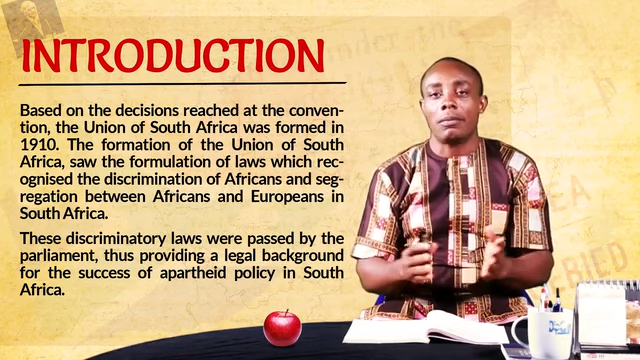 INTRODUCTION
Based on the decisions reached at the conven-
tion, the Union of South Africa was formed in
1910. The formation of the Union of South
Africa, saw the formulation of laws which rec-
ognised the discrimination of Africans and seg-
regation between Africans and Europeans in
South Africa.
These discriminatory laws were passed by the
parliament, thus providing a legal background
for the success of apartheid policy in South
Africa.